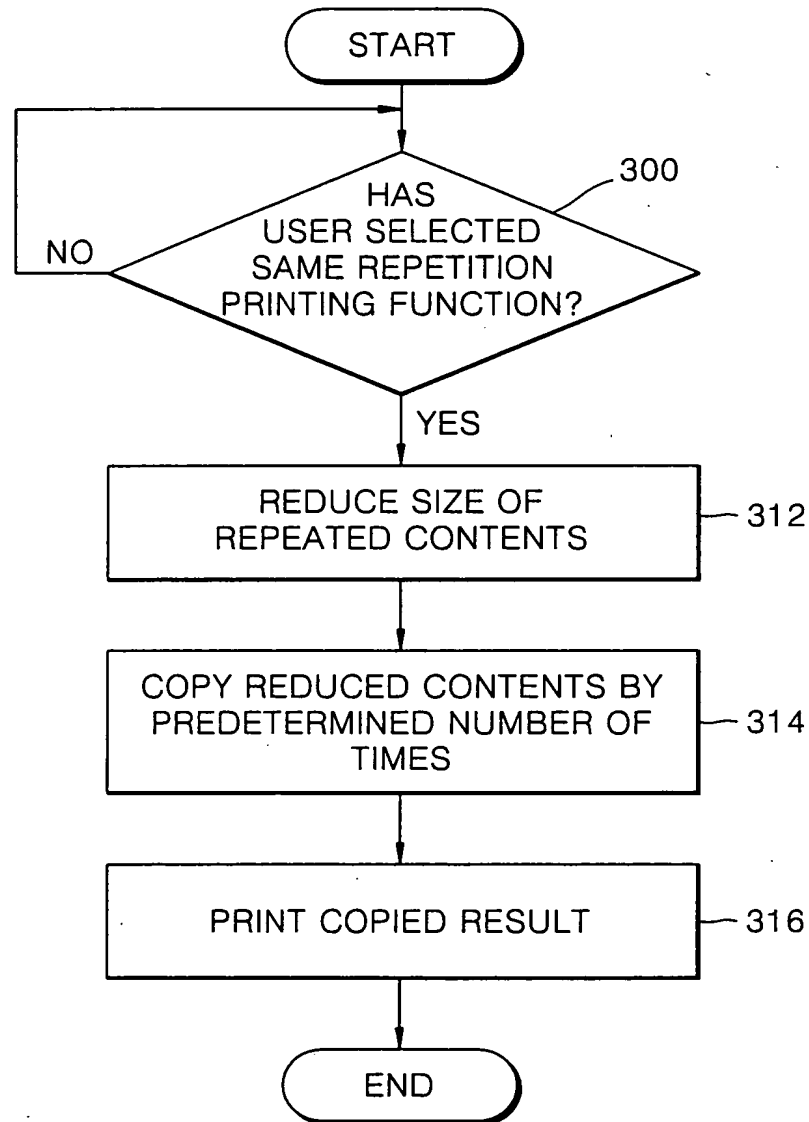 START
300
HAS
USER SELECTED
SAME REPETITION
PRINTING FUNCTION?
NO
YES
REDUCE SIZE OF
REPEATED CONTENTS
312
COPY REDUCED CONTENTS BY
PREDETERMINED NUMBER OF
TIMES
314
PRINT COPIED RESULT
316
END